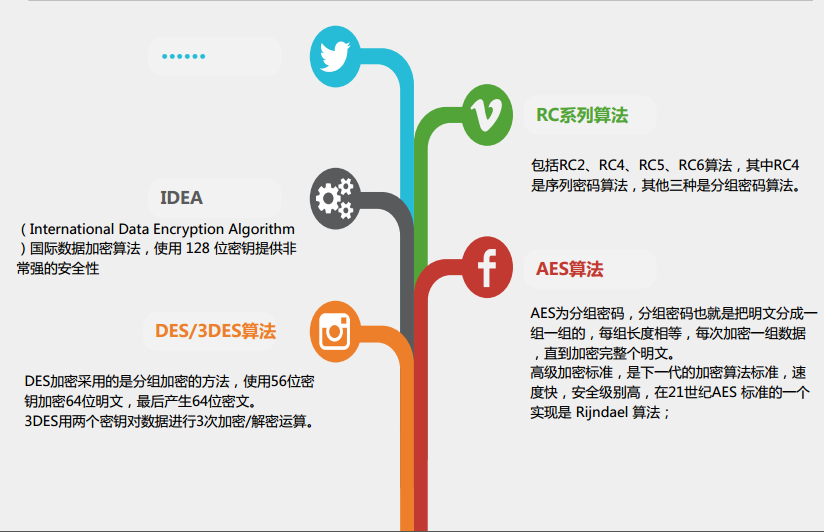 ••••••
RC系列算法
包括RC2、RC4、RC5、RC6算法，其中RC4
是序列密码算法，其他三种是分组密码算法。
IDEA
（International Data Encryption Algorithm
）国际数据加密算法，使用 128 位密钥提供非
常强的安全性
AES算法
AES为分组密码，分组密码也就是把明文分成一
组一组的，每组长度相等，每次加密一组数据
，直到加密完整个明文。
高级加密标准，是下一代的加密算法标准，速
度快，安全级别高，在21世纪AES 标准的一个
实现是 Rijndael 算法；
DES/3DES算法
DES加密采用的是分组加密的方法，使用56位密
钥加密64位明文，最后产生64位密文。
3DES用两个密钥对数据进行3次加密/解密运算。